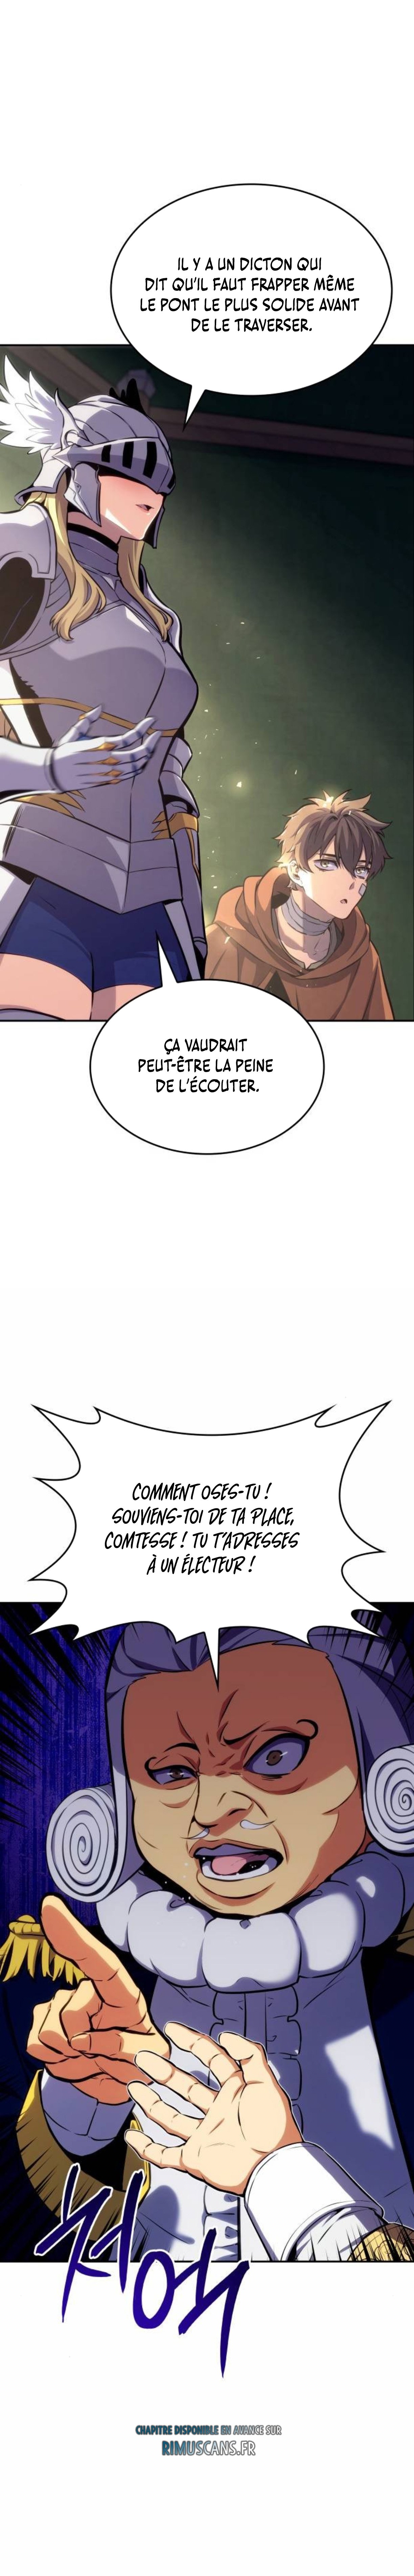 IL Y A UN DICTON QUI
DIT QU'IL FAUT FRAPPER MÊME
LE PONT LE PLUS SOLIDE AVANT
DE LE TRAVERSER.
ÇA VAUDRAIT
PEUT-ÊTRE LA PEINE
DE L'ÉCOUTER.
COMMENT OSES-TU !
SOUVIENS-TOI DE TA PLACE,
COMTESSE ! TU T'ADRESSES
À UN ÉLECTEUR !
CHAPITRE DISPONIBLE EN AVANCE SUR
RIMUSCANS.FR